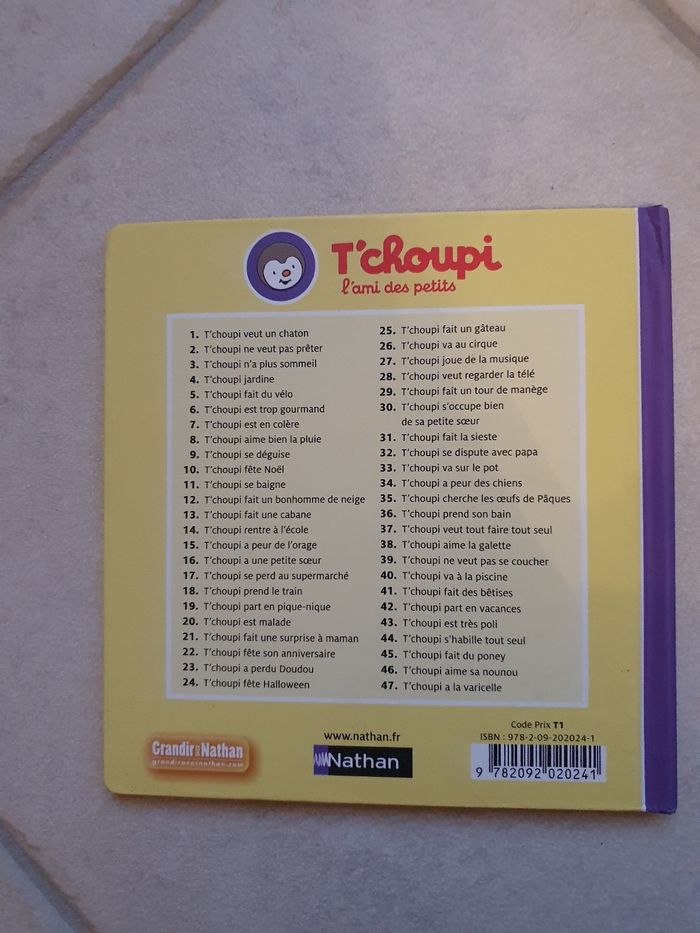 T'choupi
l'ami des petits
1. T'choupi veut un chaton
2. T'choupi ne veut pas prêter
3. T'choupi n'a plus sommeil
4. T'choupi jardine
5. T'choupi fait du vélo
6. T'choupi est trop gourmand
7. T'choupi est en colère
8. T'choupi aime bien la pluie
9. T'choupi se déguise
10. T'choupi fête Noël
11. T'choupi se baigne
12. T'choupi fait un bonhomme de neige
13. T'choupi fait une cabane
14. T'choupi rentre à l'école
15. T'choupi a peur de l'orage
16. T'choupi a une petite sœur
17. T'choupi se perd au supermarché
18. T'choupi prend le train
19. T'choupi part en pique-nique
20. T'choupi est malade
21. T'choupi fait une surprise à maman
22. T'choupi fête son anniversaire
23. T'choupi a perdu Doudou
24. T'choupi fête Halloween
25. T'choupi fait un gâteau
26. T'choupi va au cirque
27. T'choupi joue de la musique
28. T'choupi veut regarder la télé
29. T'choupi fait un tour de manège
30. T'choupi s'occupe bien
de sa petite sœur
31. T'choupi fait la sieste
32. T'choupi se dispute avec papa
33. T'choupi va sur le pot
34. T'choupi a peur des chiens
35. T'choupi cherche les œufs de Pâques
36. T'choupi prend son bain
37. T'choupi veut tout faire tout seul
38. T'choupi aime la galette
39. T'choupi ne veut pas se coucher
40. T'choupi va à la piscine
41. T'choupi fait des bêtises
42. T'choupi part en vacances
43. T'choupi est très poli
44. T'choupi s'habille tout seul
45. T'choupi fait du poney
46. T'choupi aime sa nounou
47. T'choupi a la varicelle
Grandir avec Nathan
grandiravecnathan.com
www.nathan.fr
Nathan
Code Prix T1
ISBN : 978-2-09-202024-1
9 782092 020241